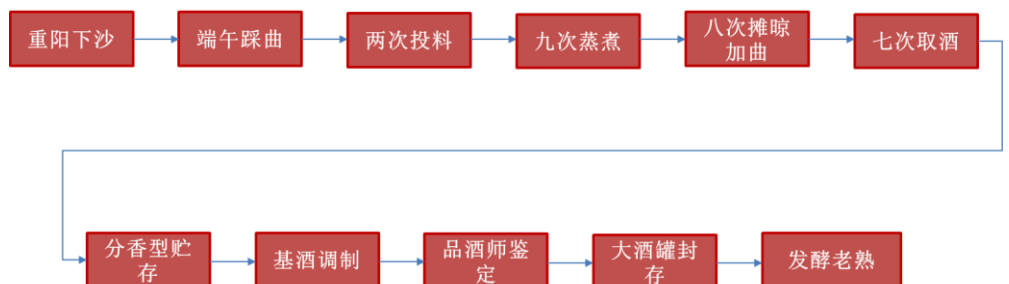 重阳下沙
端午踩曲
两次投料
九次蒸煮
八次摊晾
加曲
七次取酒
分香型贮
存
基酒调制
品酒师鉴
定
大酒罐封
存
发酵老熟